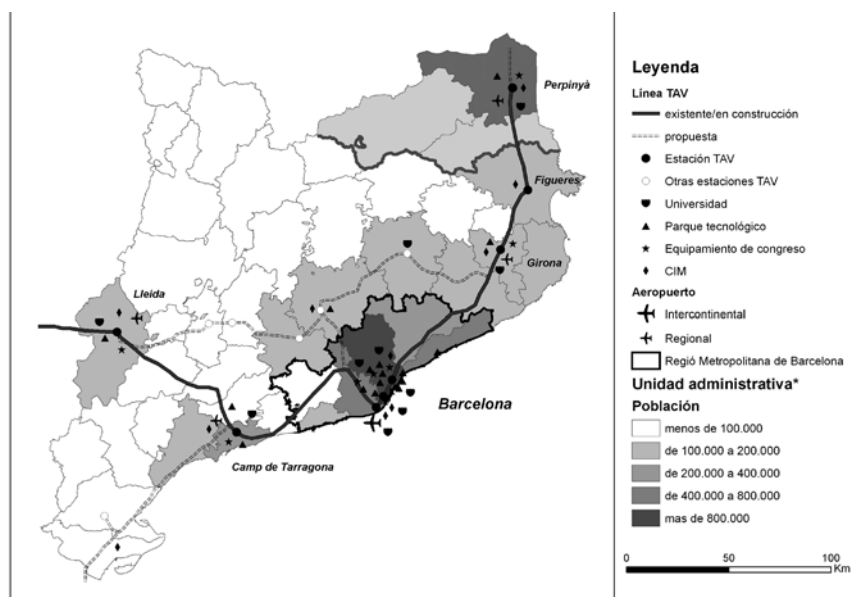 Perpinyà
Figueres
Girona
Lleida
Barcelona
Camp de Tarragona
Leyenda
Línea TAV
existente/en construcción
propuesta
Estación TAV
Otras estaciones TAV
Universidad
Parque tecnológico
Equipamiento de congreso
CIM
Aeropuerto
Intercontinental
Regional
Regió Metropolitana de Barcelona
Unidad administrativa*
Población
menos de 100.000
de 100.000 a 200.000
de 200.000 a 400.000
de 400.000 a 800.000
mas de 800.000
0 50 100
Km